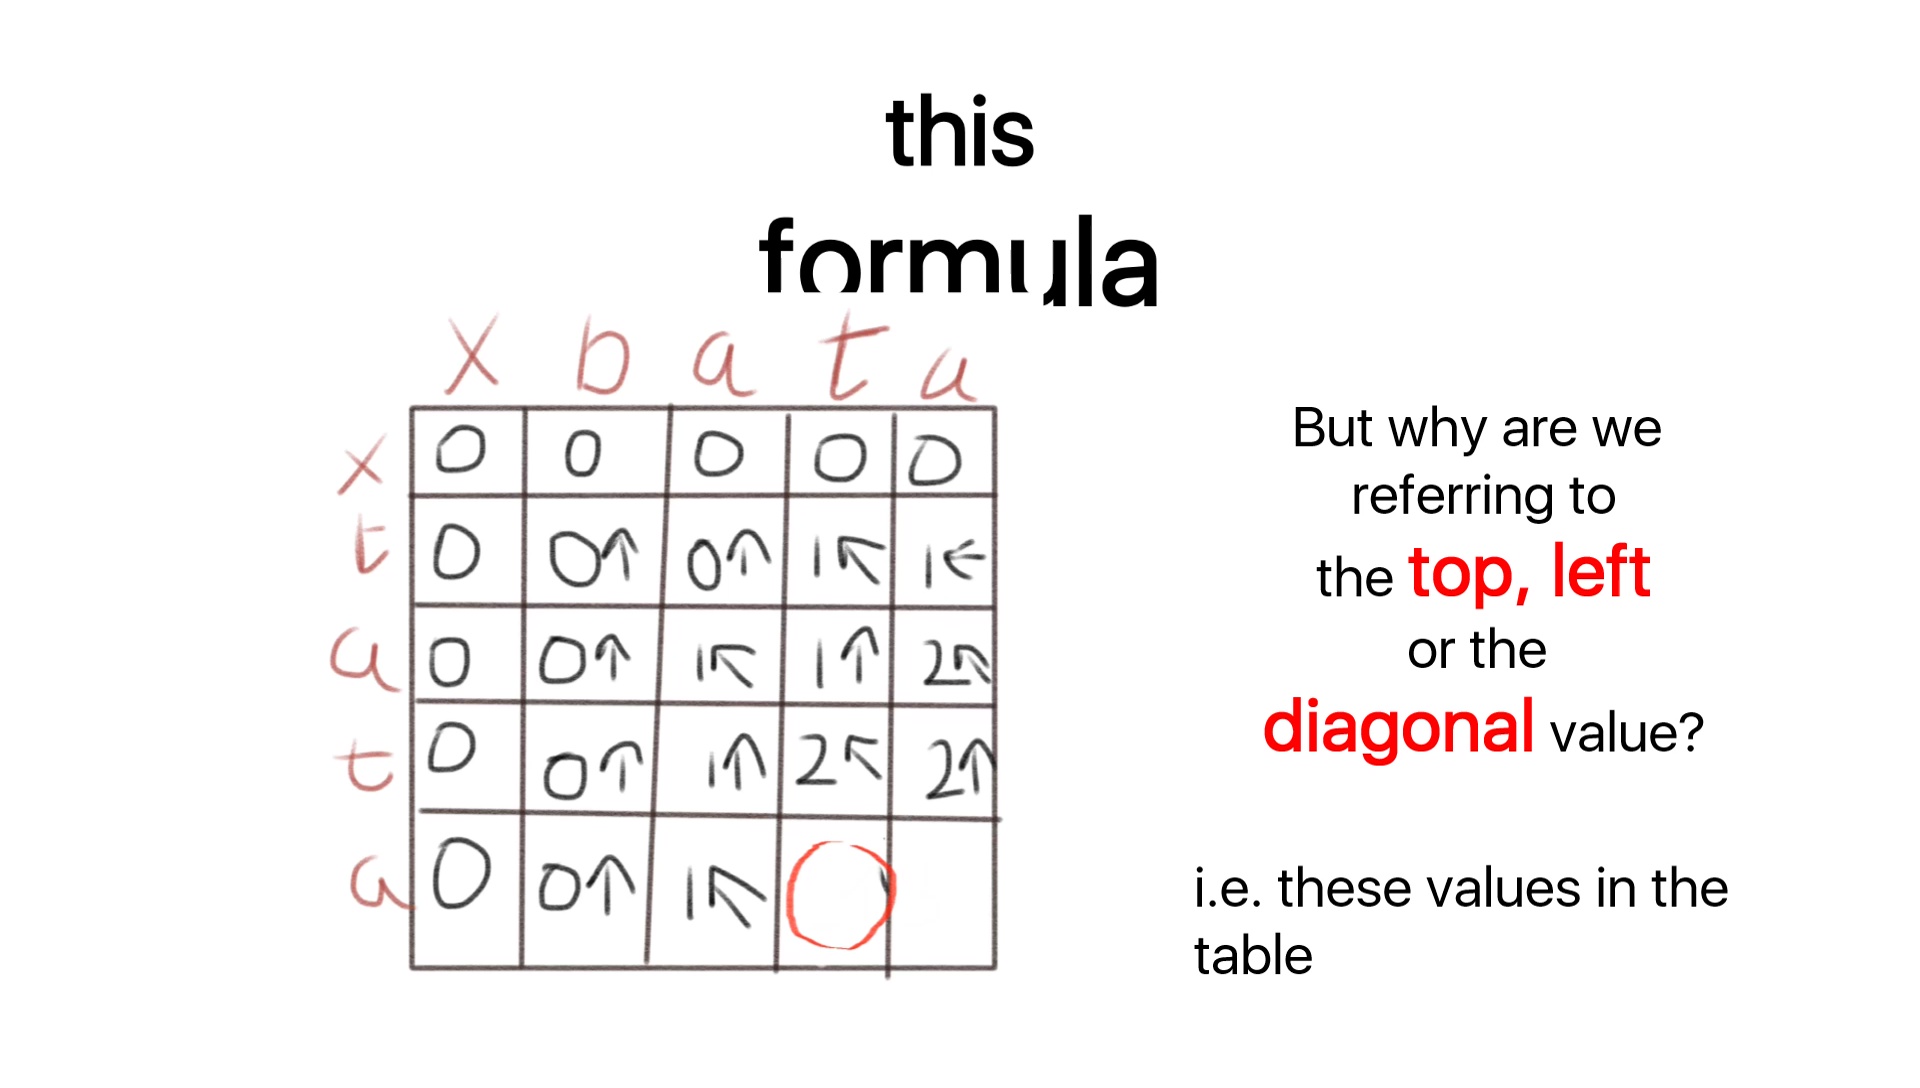 this
formula
x b a t a
x 0 0 0 0 0
t 0 0↑ 0↑ 1↖ 1←
a 0 0↑ 1↖ 1↑ 2↖
t 0 0↑ 1↑ 2↖ 2↑
a 0 0↑ 1↖
But why are we
referring to
the top, left
or the
diagonal value?
i.e. these values in the
table